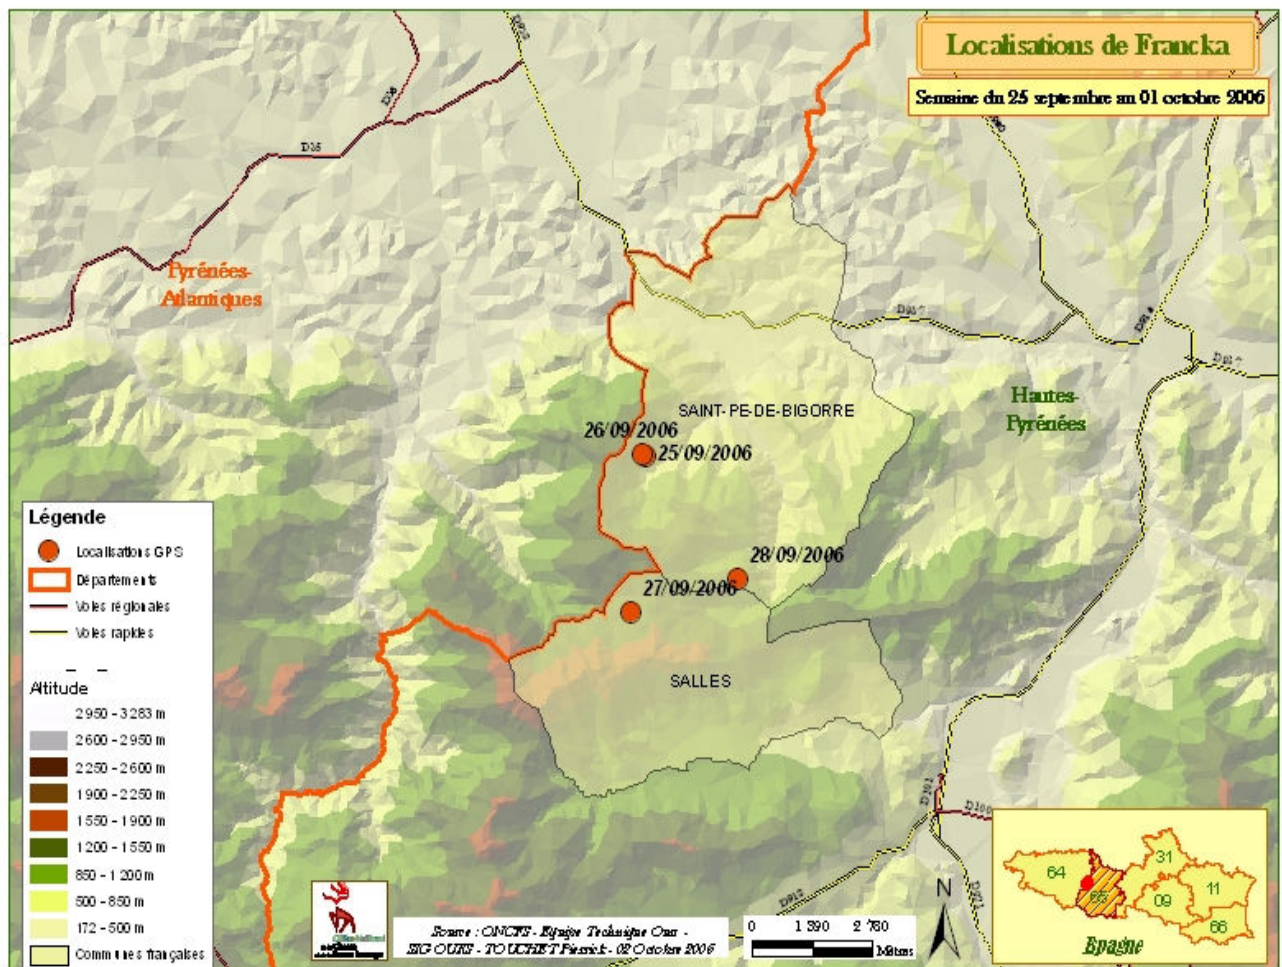 Localisations de Francka
Semaine du 25 septembre au 01 octobre 2006
D35
Pyrénées-
Atlantiques
D937
Hautes-
Pyrénées
SAINT-PE-DE-BIGORRE
26/09/2006
25/09/2006
28/09/2006
27/09/2006
SALLES
Légende
Localisations GPS
Départements
Voies régionales
Voies rapides
Altitude
2950 - 3283 m
2600 - 2950 m
2250 - 2600 m
1900 - 2250 m
1550 - 1900 m
1200 - 1550 m
850 - 1200 m
500 - 850 m
172 - 500 m
Communes françaises
Source : ONCFS - Equipe Technique Ours -
SIG OURS - TOUCHET Pierrick - 02 Octobre 2006
0 1 390 2 780
Mètres
N
64
65
31
09
11
66
Epagne